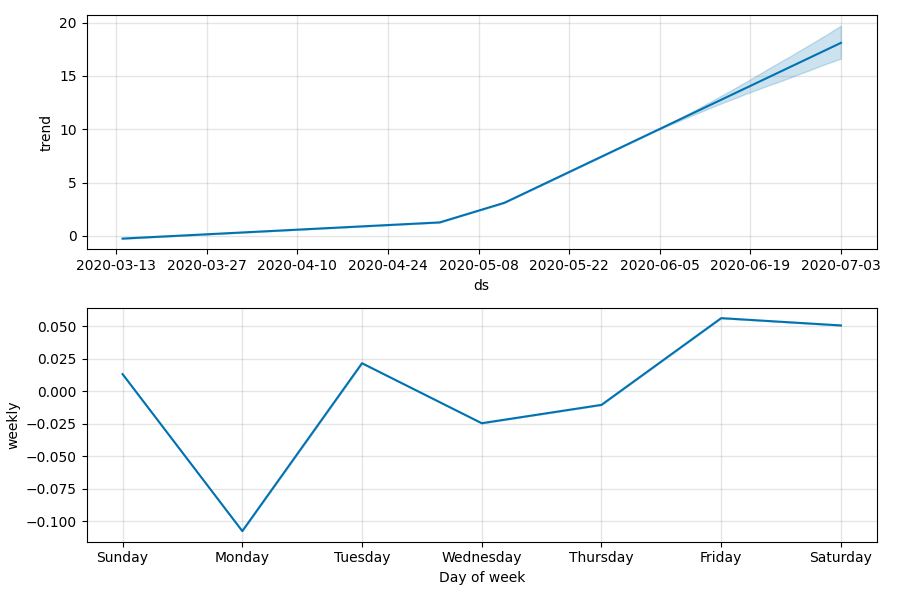 20
15
10
5
0
trend
2020-03-13 2020-03-27 2020-04-10 2020-04-24 2020-05-08 2020-05-22 2020-06-05 2020-06-19 2020-07-03
ds
0.050
0.025
0.000
−0.025
−0.050
−0.075
−0.100
weekly
Sunday Monday Tuesday Wednesday Thursday Friday Saturday
Day of week